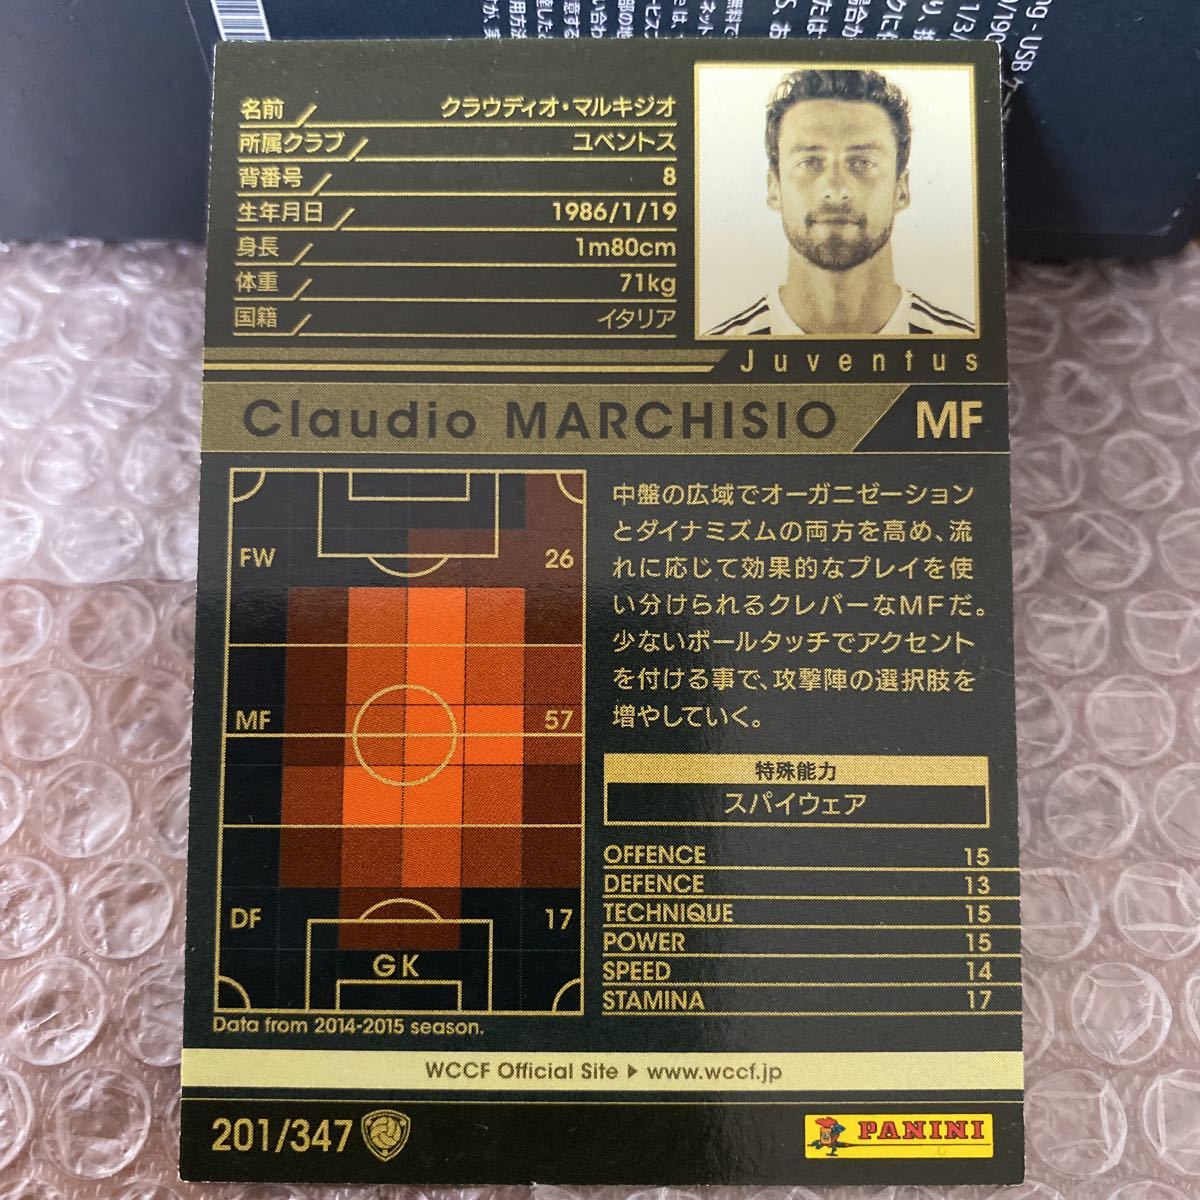 名前 クラウディオ・マルキジオ
所属クラブ ユベントス
背番号 8
生年月日 1986/1/19
身長 1m80cm
体重 71kg
国籍 イタリア
Juventus
Claudio MARCHISIO MF
FW 26
MF 57
DF 17
GK
Data from 2014-2015 season.
中盤の広域でオーガニゼーション
とダイナミズムの両方を高め、流
れに応じて効果的なプレイを使
い分けられるクレバーなMFだ。
少ないボールタッチでアクセント
を付ける事で、攻撃陣の選択肢を
増やしていく。
特殊能力
スパイウェア
OFFENCE 15
DEFENCE 13
TECHNIQUE 15
POWER 15
SPEED 14
STAMINA 17
WCCF Official Site ▶ www.wccf.jp
201/347
PANINI